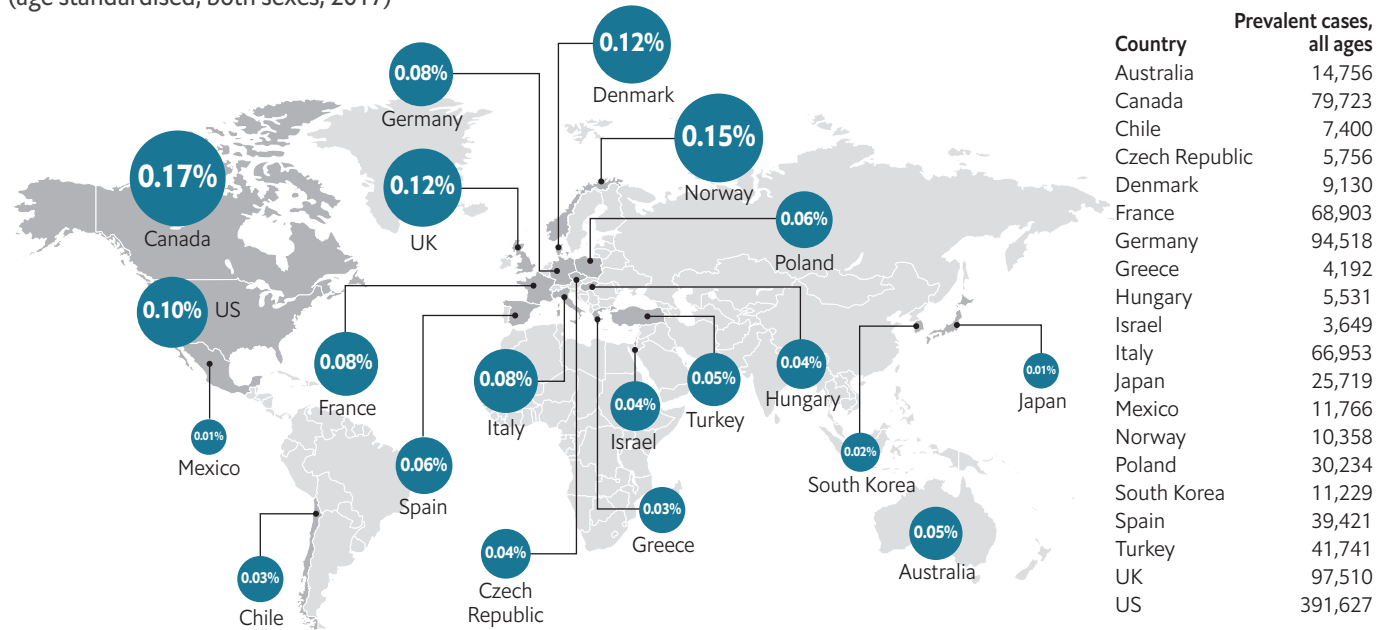 (age standardised, both sexes, 2017)
0.12%
Denmark
0.08%
Germany
0.15%
Norway
0.17%
Canada
0.12%
UK
0.06%
Poland
0.10%
US
0.08%
France
0.08%
Italy
0.04%
Israel
0.05%
Turkey
0.04%
Hungary
0.01%
Japan
0.01%
Mexico
0.06%
Spain
0.02%
South Korea
0.03%
Greece
0.05%
Australia
0.04%
Czech
Republic
0.03%
Chile
Prevalent cases,
Country all ages
Australia 14,756
Canada 79,723
Chile 7,400
Czech Republic 5,756
Denmark 9,130
France 68,903
Germany 94,518
Greece 4,192
Hungary 5,531
Israel 3,649
Italy 66,953
Japan 25,719
Mexico 11,766
Norway 10,358
Poland 30,234
South Korea 11,229
Spain 39,421
Turkey 41,741
UK 97,510
US 391,627